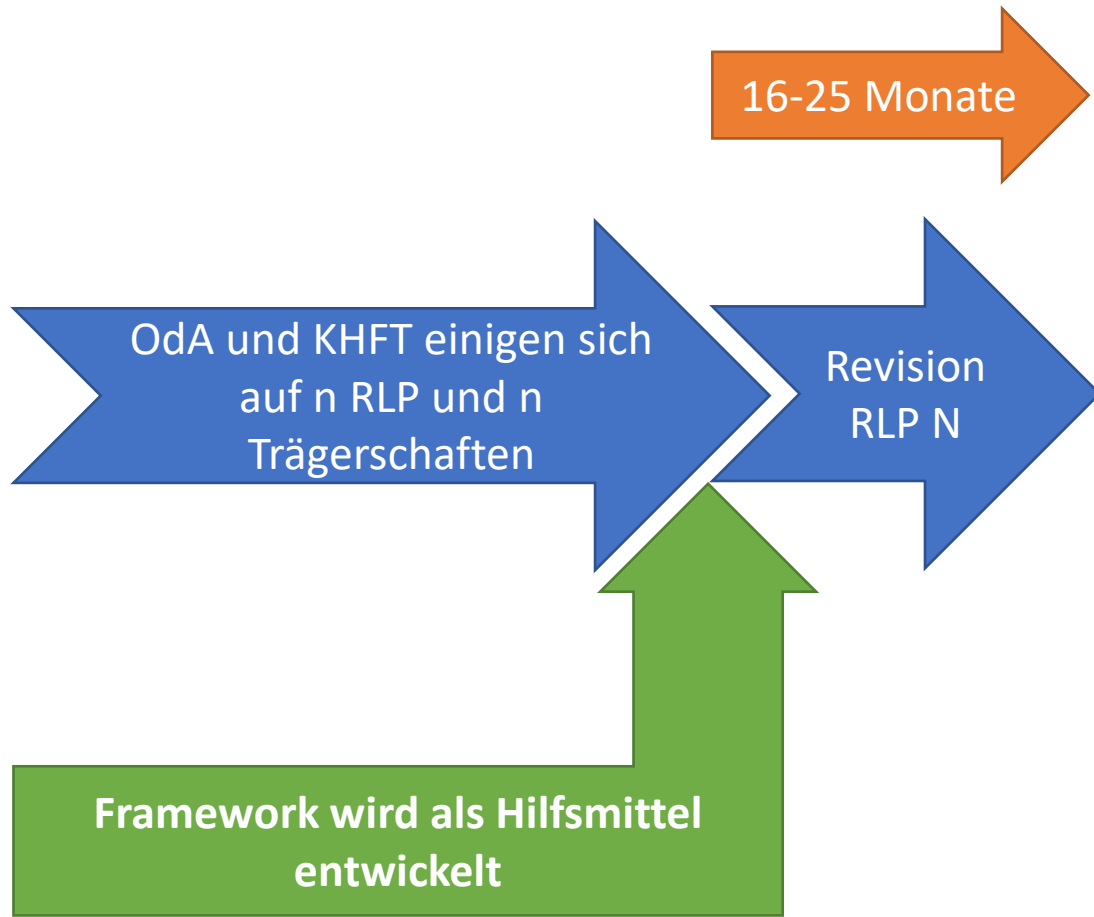 16-25 Monate
OdA und KHFT einigen sich
auf n RLP und n
Trägerschaften
Revision
RLP N
Framework wird als Hilfsmittel
entwickelt